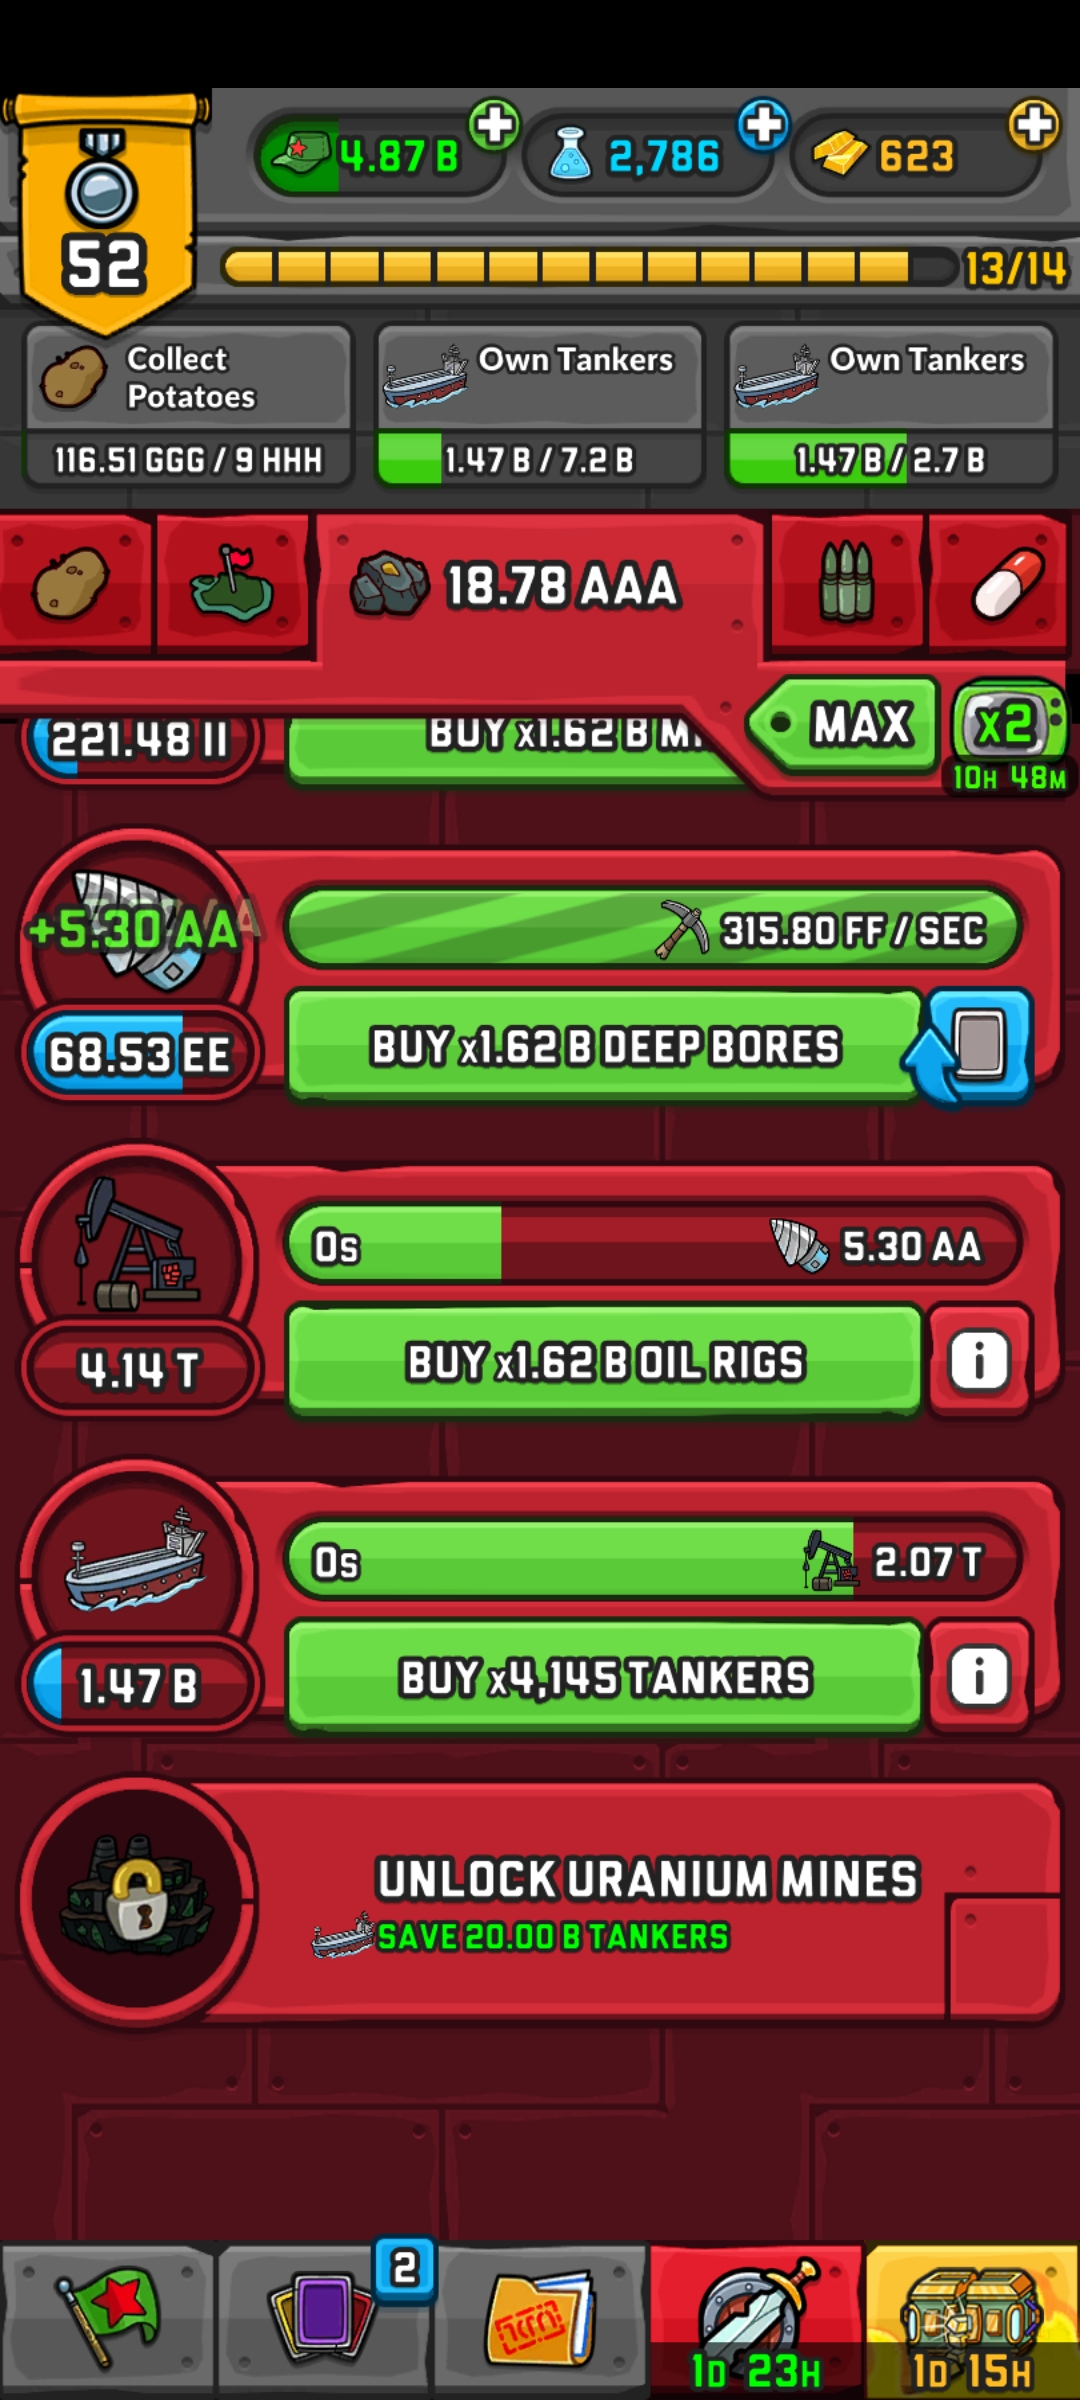 52
4.87 B
2,786
623
13/14
Collect
Potatoes
116.51 GGG / 9 HHH
Own Tankers
1.47 B / 7.2 B
Own Tankers
1.47 B / 2.7 B
18.78 AAA
MAX
x2
10H 48M
221.48 II
BUY x1.62 B
+5.30 AA
315.80 FF / SEC
68.53 EE
BUY x1.62 B DEEP BORES
0s
5.30 AA
4.14 T
BUY x1.62 B OIL RIGS
i
0s
2.07 T
1.47 B
BUY x4,145 TANKERS
i
UNLOCK URANIUM MINES
SAVE 20.00 B TANKERS
2
1D 23H
1D 15H